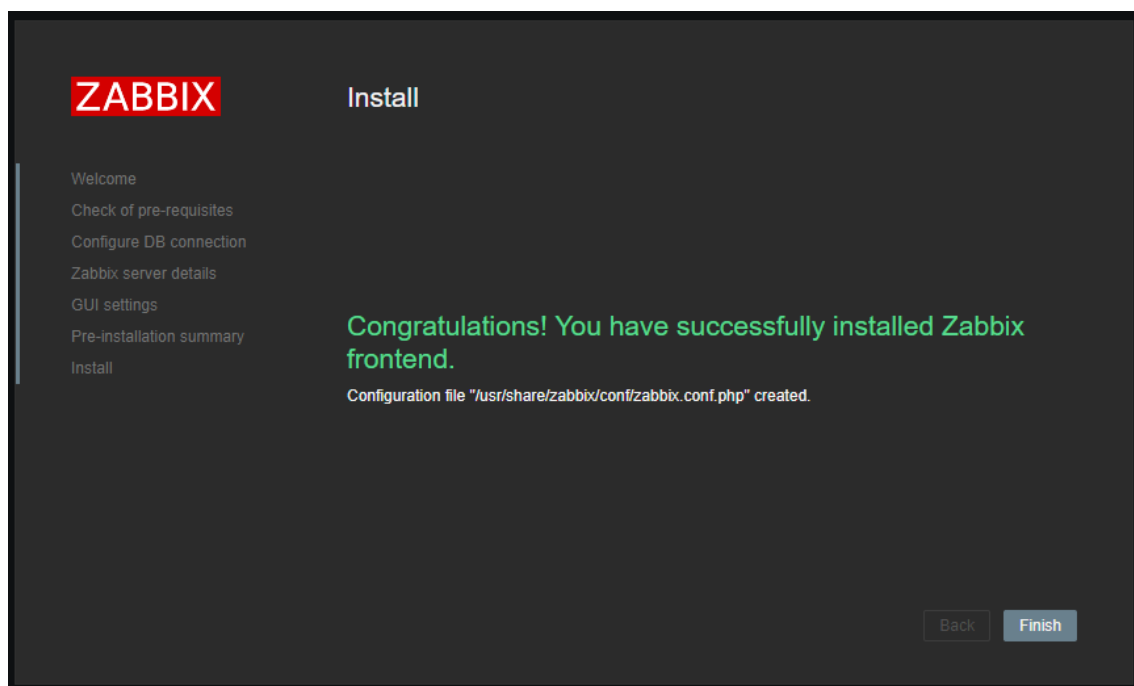 ZABBIX
Install
Welcome
Check of pre-requisites
Configure DB connection
Zabbix server details
GUI settings
Pre-installation summary
Install
Congratulations! You have successfully installed Zabbix
frontend.
Configuration file "/usr/share/zabbix/conf/zabbix.conf.php" created.
Back
Finish